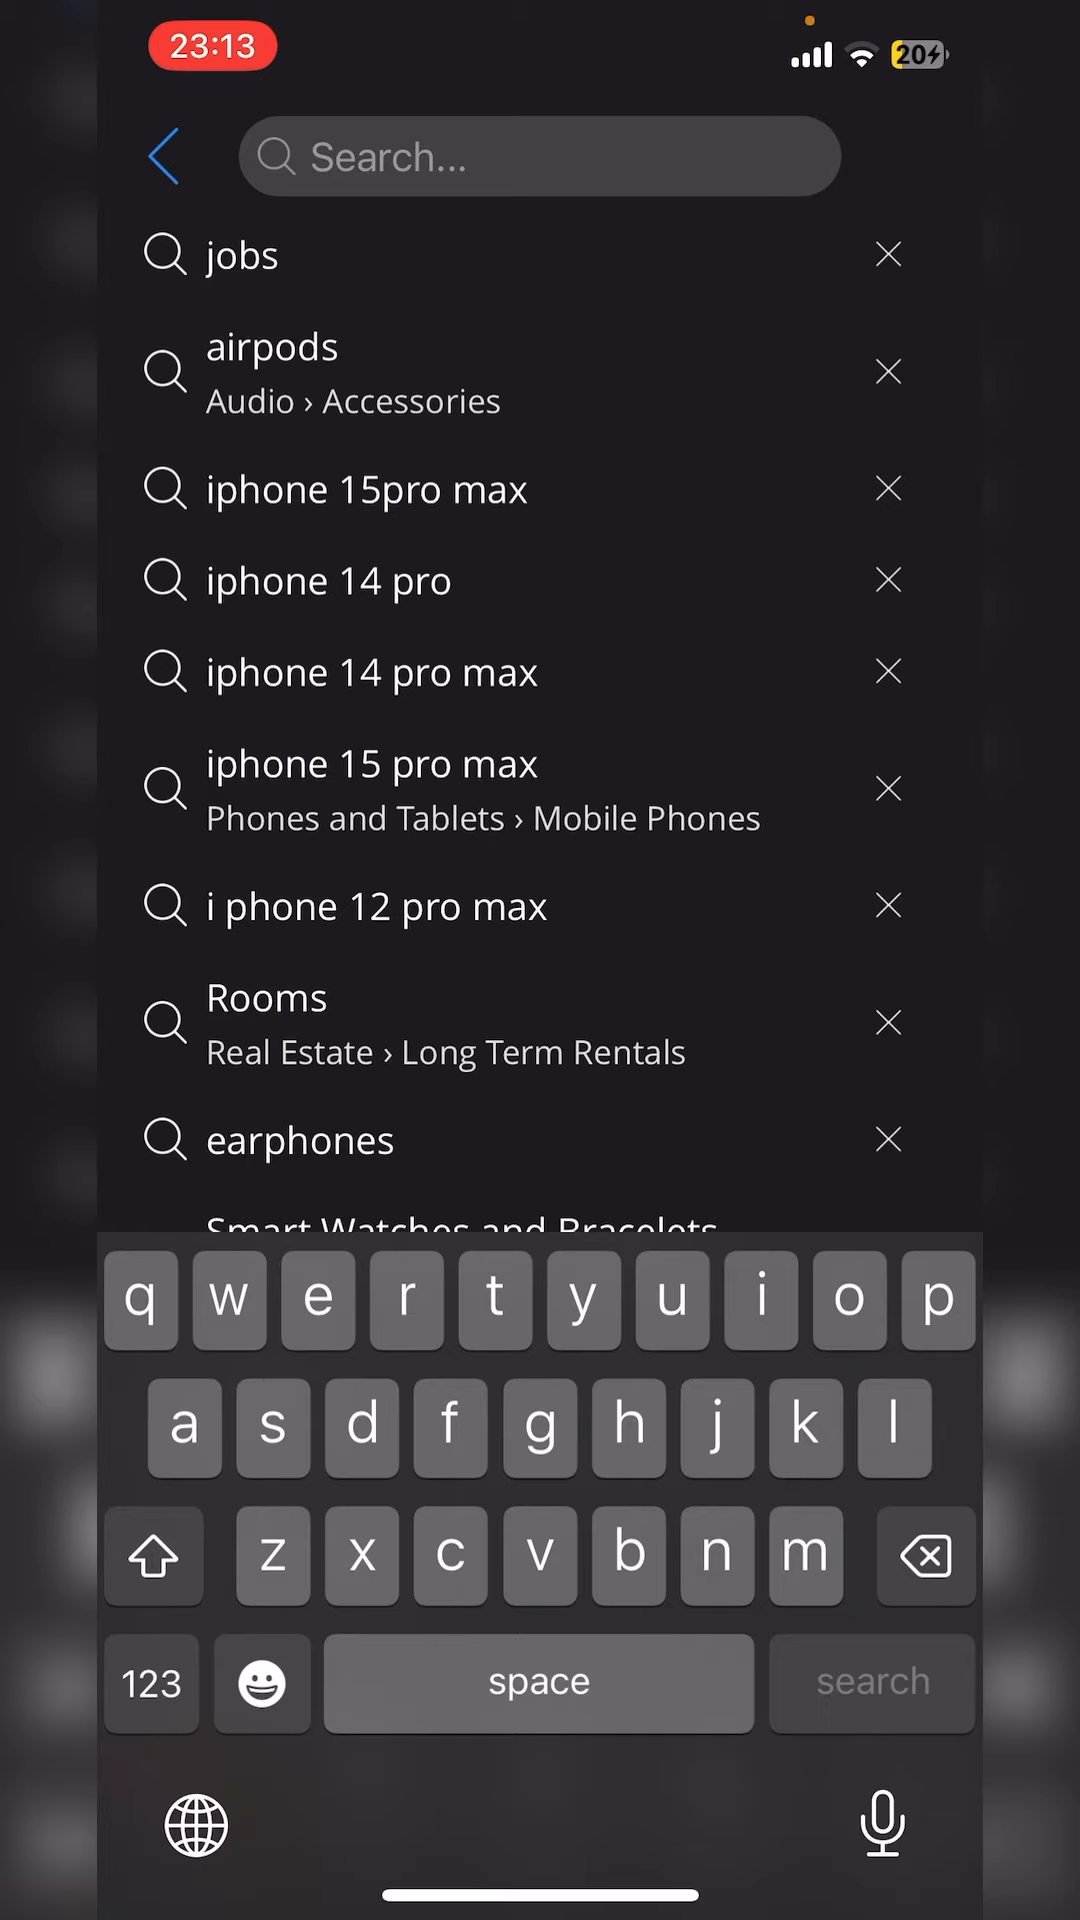 23:13
20
Search...
jobs
airpods
Audio › Accessories
iphone 15pro max
iphone 14 pro
iphone 14 pro max
iphone 15 pro max
Phones and Tablets › Mobile Phones
i phone 12 pro max
Rooms
Real Estate › Long Term Rentals
earphones
Smart Watches and Bracelets
q w e r t y u i o p
a s d f g h j k l
z x c v b n m
123 space search